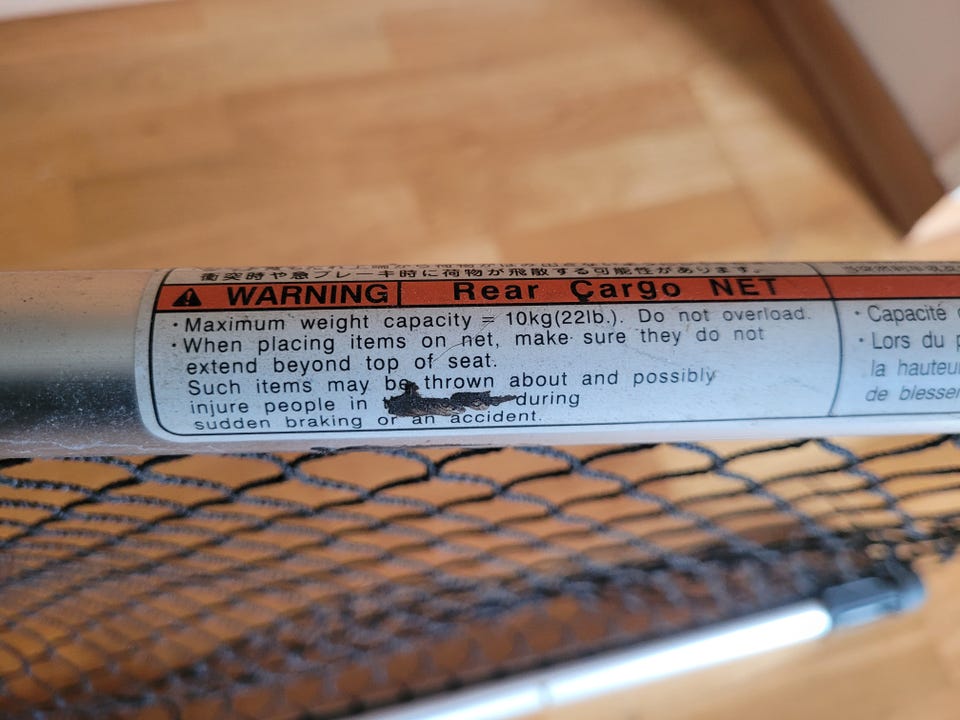 衝突時や急ブレーキ時に荷物が飛散する可能性があります。
WARNING Rear Cargo NET
・Maximum weight capacity = 10kg(22lb.). Do not overload.
・When placing items on net, make sure they do not
extend beyond top of seat.
Such items may be thrown about and possibly
injure people in during
sudden braking or an accident.
・Capacité
・Lors du
la hauteur
de blesser